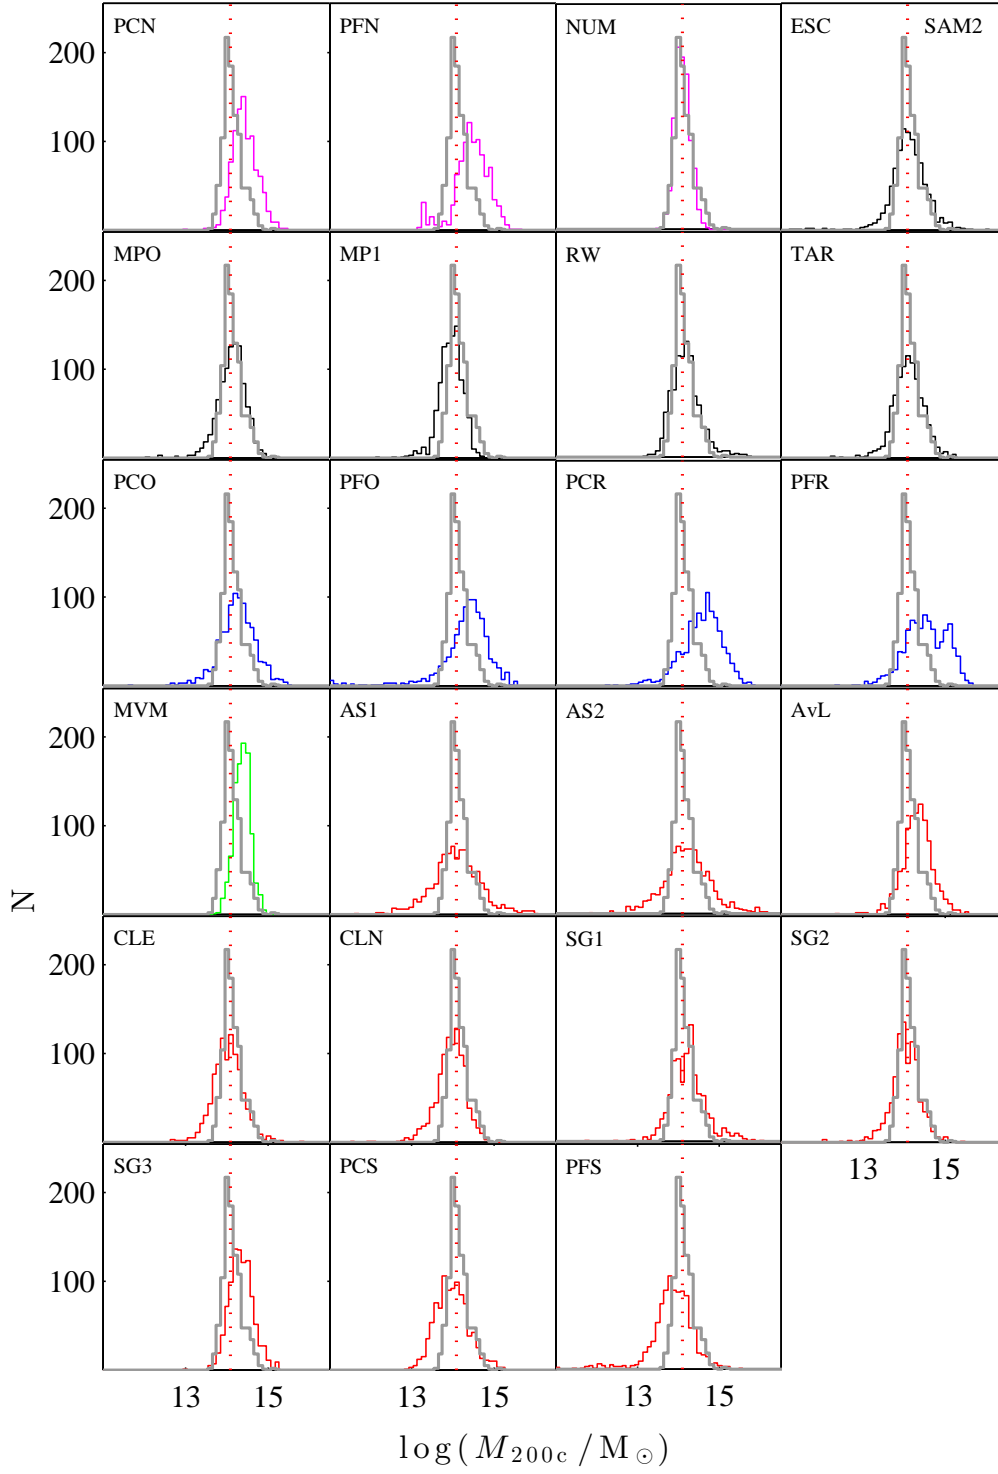 PCN PFN NUM ESC SAM2
200
100
MPO MP1 RW TAR
200
100
PCO PFO PCR PFR
200
100
MVM AS1 AS2 AvL
200
100
N
CLE CLN SG1 SG2
200
100
13 15
SG3 PCS PFS
200
100
13 15 13 15 13 15
log(M200c/M⊙)